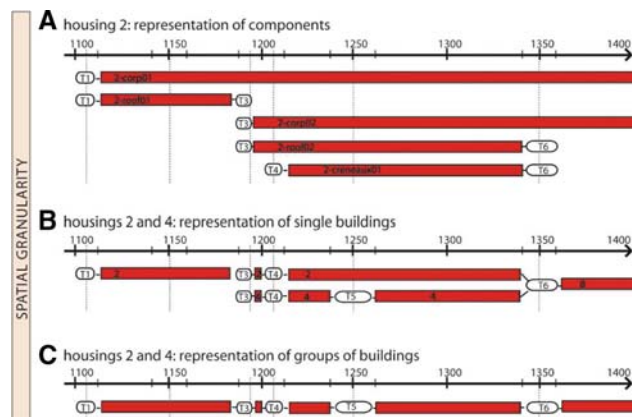 SPATIAL GRANULARITY
A housing 2: representation of components
1100 1150 1200 1250 1300 1350 1400
T1 2-corp01
T1 2-roof01 T3
T3 2-corp02
T3 2-roof02 T6
T4 2-creneaux01 T6
B housings 2 and 4: representation of single buildings
1100 1150 1200 1250 1300 1350 1400
T1 2 T3 T4 2 T6
T3 T4 4 T5 4
C housings 2 and 4: representation of groups of buildings
1100 1150 1200 1250 1300 1350 1400
T1 T3 T4 T5 T6